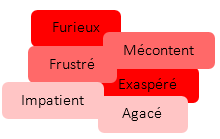 Furieux
Mécontent
Frustré
Exaspéré
Impatient
Agacé